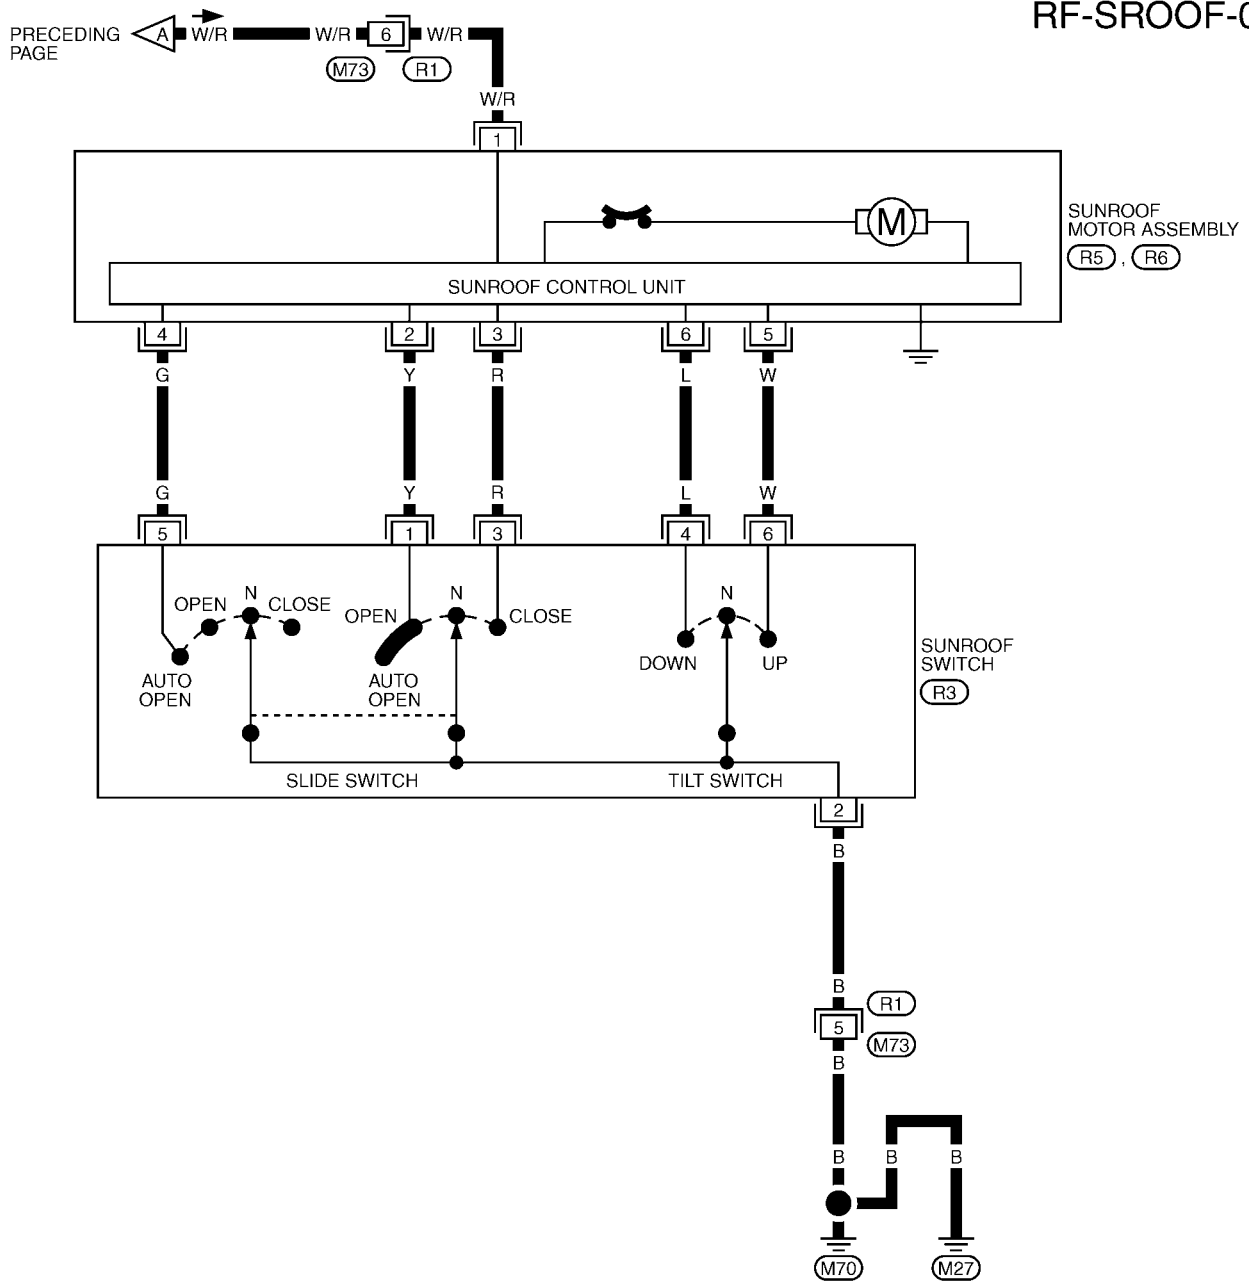 RF-SROOF-0
PRECEDING
PAGE
A W/R W/R 6 W/R
M73 R1
W/R
1
M
SUNROOF
MOTOR ASSEMBLY
R5 , R6
SUNROOF CONTROL UNIT
4 2 3 6 5
G Y R L W
G Y R L W
5 1 3 4 6
OPEN N CLOSE OPEN N CLOSE N
DOWN UP
AUTO
OPEN
AUTO
OPEN
SUNROOF
SWITCH
R3
SLIDE SWITCH TILT SWITCH
2
B
B
R1
5
M73
B
B B B
M70 M27